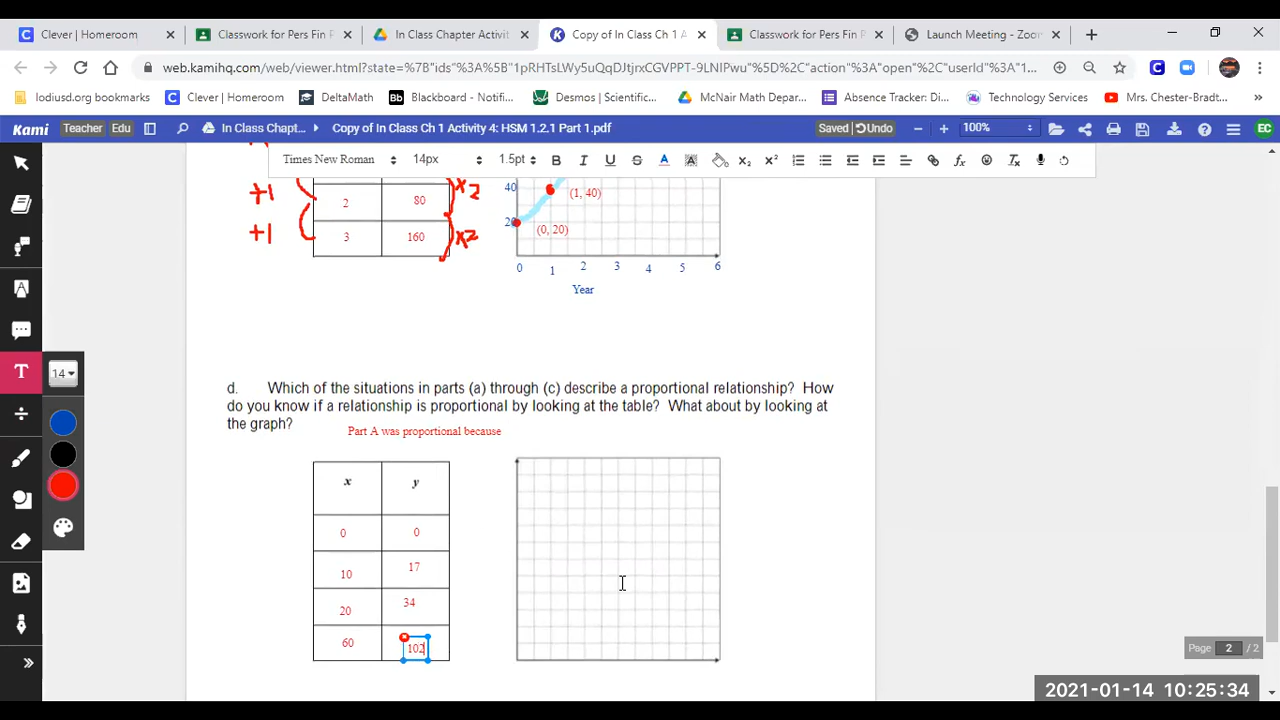 Clever | Homeroom
Classwork for Pers Fin P
In Class Chapter Activiti
Copy of In Class Ch 1 A
Classwork for Pers Fin P
Launch Meeting - Zoom
web.kamihq.com/web/viewer.html?state=%7B"ids%3A%5B"1pRHTsLWy5uQqDJtjrxCGVPPT-9LNIPwu"%5D%2C"action"%3A"open"%2C"userId"%3A"1...
lodiusd.org bookmarks
Clever | Homeroom
DeltaMath
Blackboard - Notifi...
Desmos | Scientific...
McNair Math Depar...
Absence Tracker: Di...
Technology Services
Mrs. Chester-Bradt...
Kami Teacher Edu In Class Chapt... Copy of In Class Ch 1 Activity 4: HSM 1.2.1 Part 1.pdf Saved Undo 100% EC
Times New Roman 14px 1.5pt
+1 2 80 x2
+1 3 160 x2
40 (1, 40)
20 (0, 20)
0 1 2 3 4 5 6
Year
14
d. Which of the situations in parts (a) through (c) describe a proportional relationship? How
do you know if a relationship is proportional by looking at the table? What about by looking at
the graph?
Part A was proportional because
x y
0 0
10 17
20 34
60 102
Page 2 / 2
2021-01-14 10:25:34